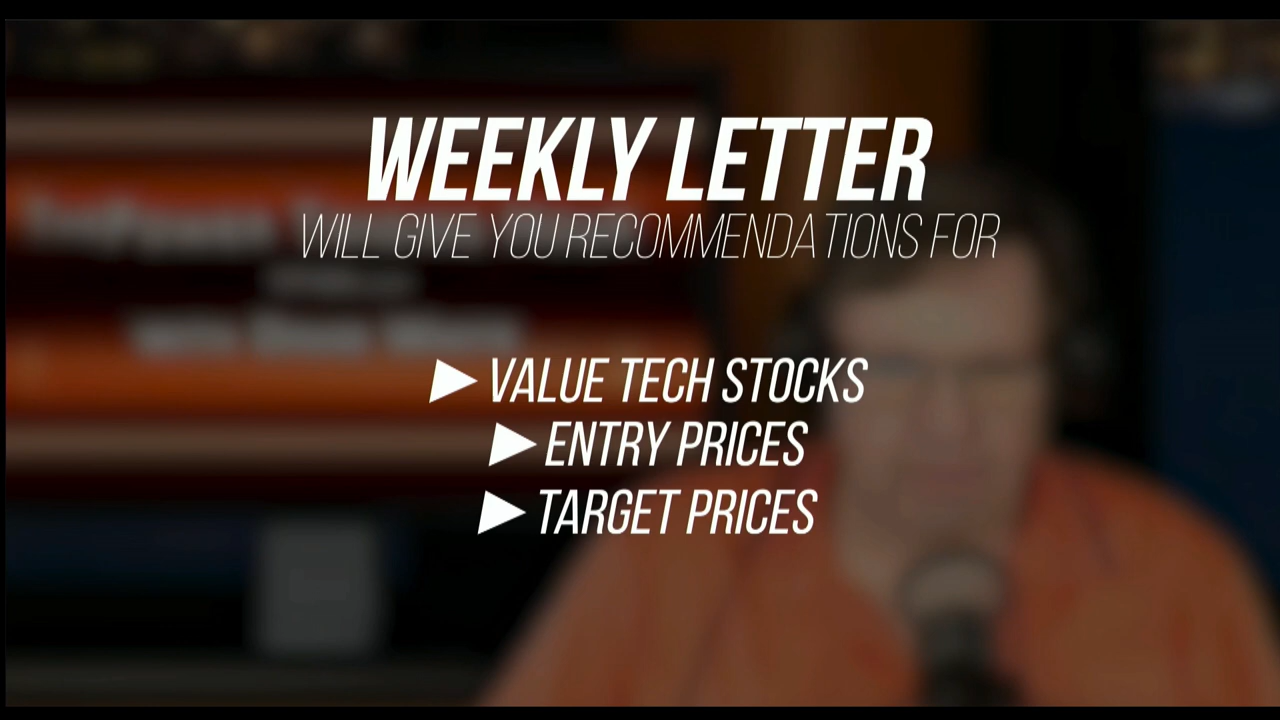 WEEKLY LETTER
WILL GIVE YOU RECOMMENDATIONS FOR
▶ VALUE TECH STOCKS
▶ ENTRY PRICES
▶ TARGET PRICES